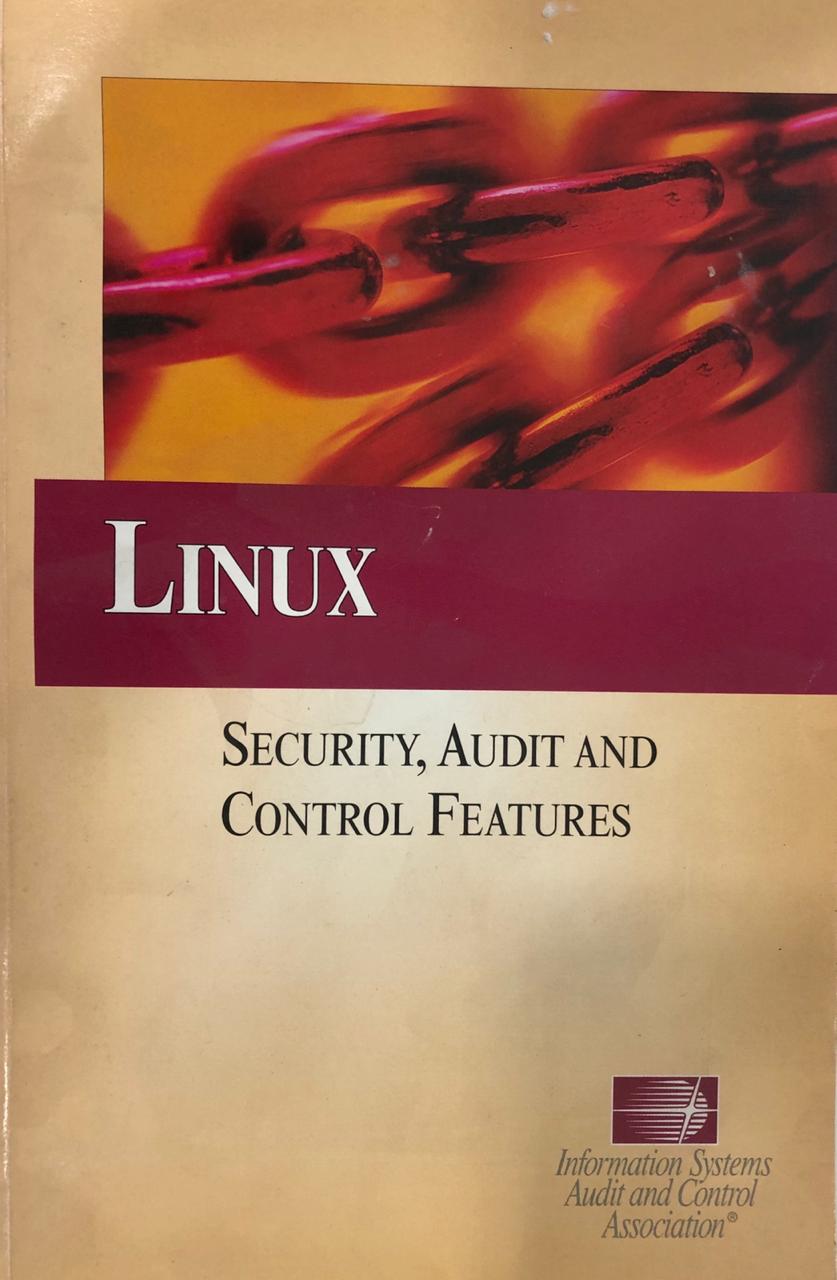 LINUX
SECURITY, AUDIT AND
CONTROL FEATURES
Information Systems
Audit and Control
Association®